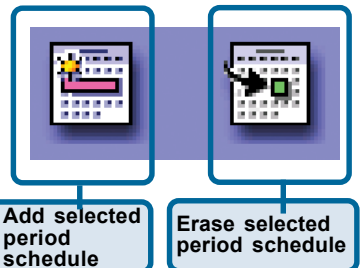 Add selected
period
schedule
Erase selected
period schedule